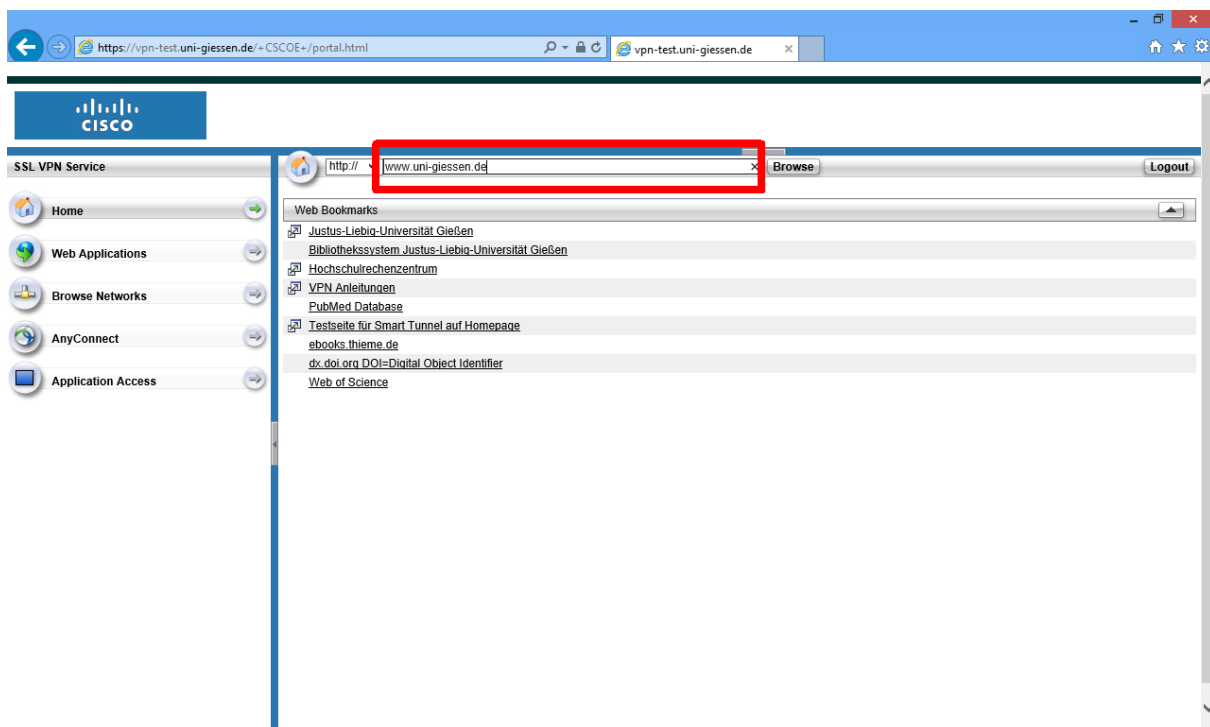 https://vpn-test.uni-giessen.de/+CSCOE+/portal.html
vpn-test.uni-giessen.de
CISCO
SSL VPN Service
http://
www.uni-giessen.de
Browse
Logout
Home
Web Applications
Browse Networks
AnyConnect
Application Access
Web Bookmarks
Justus-Liebig-Universität Gießen
Bibliothekssystem Justus-Liebig-Universität Gießen
Hochschulrechenzentrum
VPN Anleitungen
PubMed Database
Testseite für Smart Tunnel auf Homepage
ebooks.thieme.de
dx.doi.org DOI=Digital Object Identifier
Web of Science